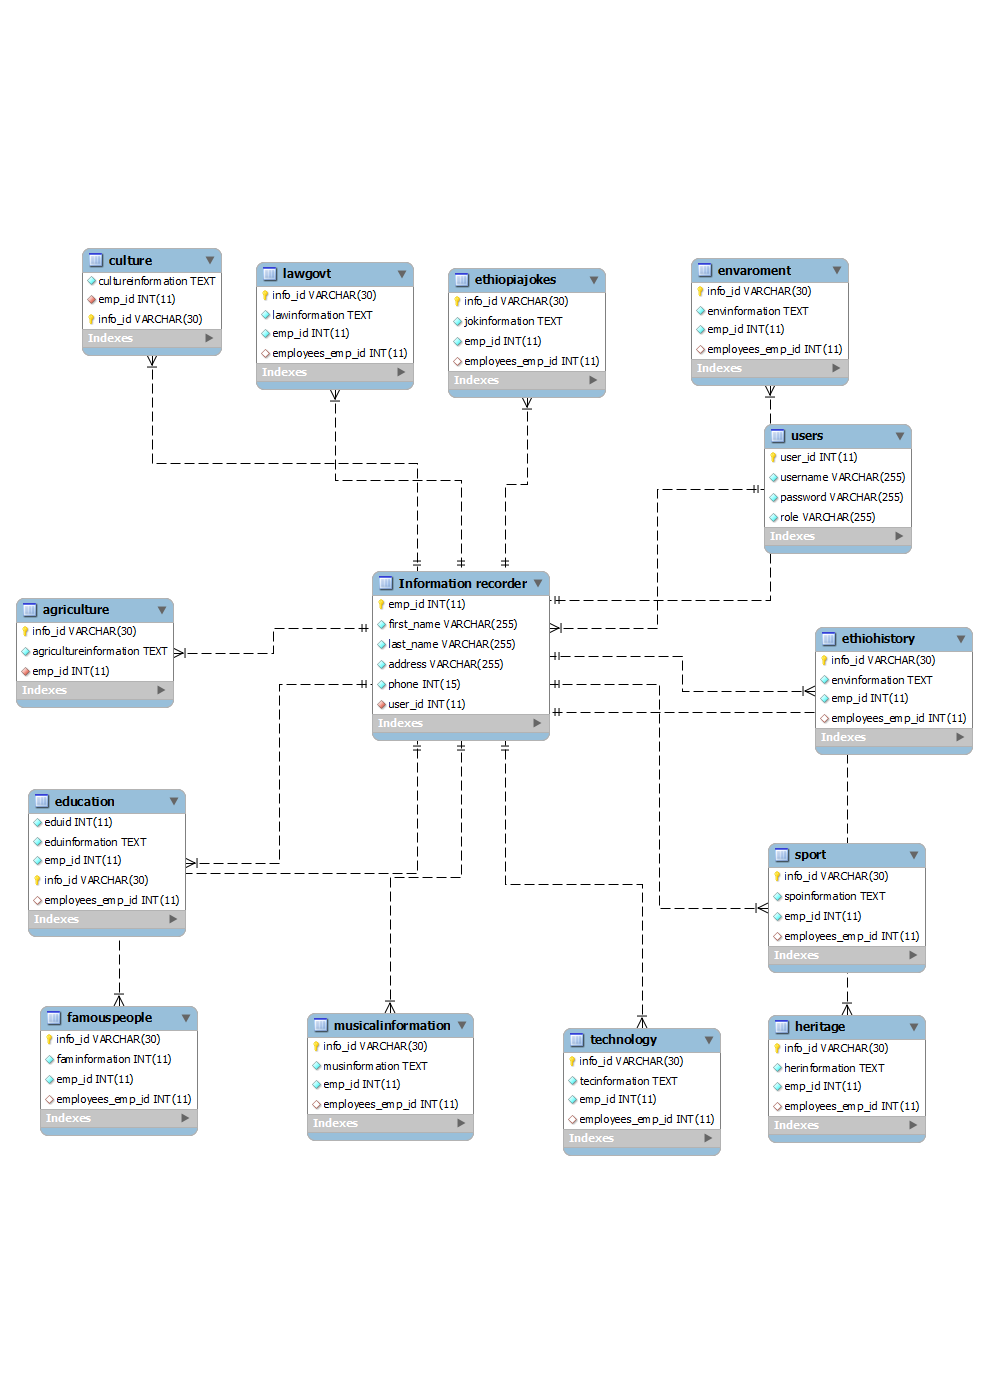 culture
cultureinformation TEXT
emp_id INT(11)
info_id VARCHAR(30)
Indexes
lawgovt
info_id VARCHAR(30)
lawinformation TEXT
emp_id INT(11)
employees_emp_id INT(11)
Indexes
ethiopiajokes
info_id VARCHAR(30)
jokinformation TEXT
emp_id INT(11)
employees_emp_id INT(11)
Indexes
envaroment
info_id VARCHAR(30)
envinformation TEXT
emp_id INT(11)
employees_emp_id INT(11)
Indexes
users
user_id INT(11)
username VARCHAR(255)
password VARCHAR(255)
role VARCHAR(255)
Indexes
Information recorder
emp_id INT(11)
first_name VARCHAR(255)
last_name VARCHAR(255)
address VARCHAR(255)
phone INT(15)
user_id INT(11)
Indexes
agriculture
info_id VARCHAR(30)
agricultureinformation TEXT
emp_id INT(11)
Indexes
ethiohistory
info_id VARCHAR(30)
envinformation TEXT
emp_id INT(11)
employees_emp_id INT(11)
Indexes
education
eduid INT(11)
eduinformation TEXT
emp_id INT(11)
info_id VARCHAR(30)
employees_emp_id INT(11)
Indexes
sport
info_id VARCHAR(30)
spoinformation TEXT
emp_id INT(11)
employees_emp_id INT(11)
Indexes
famouspeople
info_id VARCHAR(30)
faminformation INT(11)
emp_id INT(11)
employees_emp_id INT(11)
Indexes
musicalinformation
info_id VARCHAR(30)
musinformation TEXT
emp_id INT(11)
employees_emp_id INT(11)
Indexes
technology
info_id VARCHAR(30)
tecinformation TEXT
emp_id INT(11)
employees_emp_id INT(11)
Indexes
heritage
info_id VARCHAR(30)
herinformation TEXT
emp_id INT(11)
employees_emp_id INT(11)
Indexes